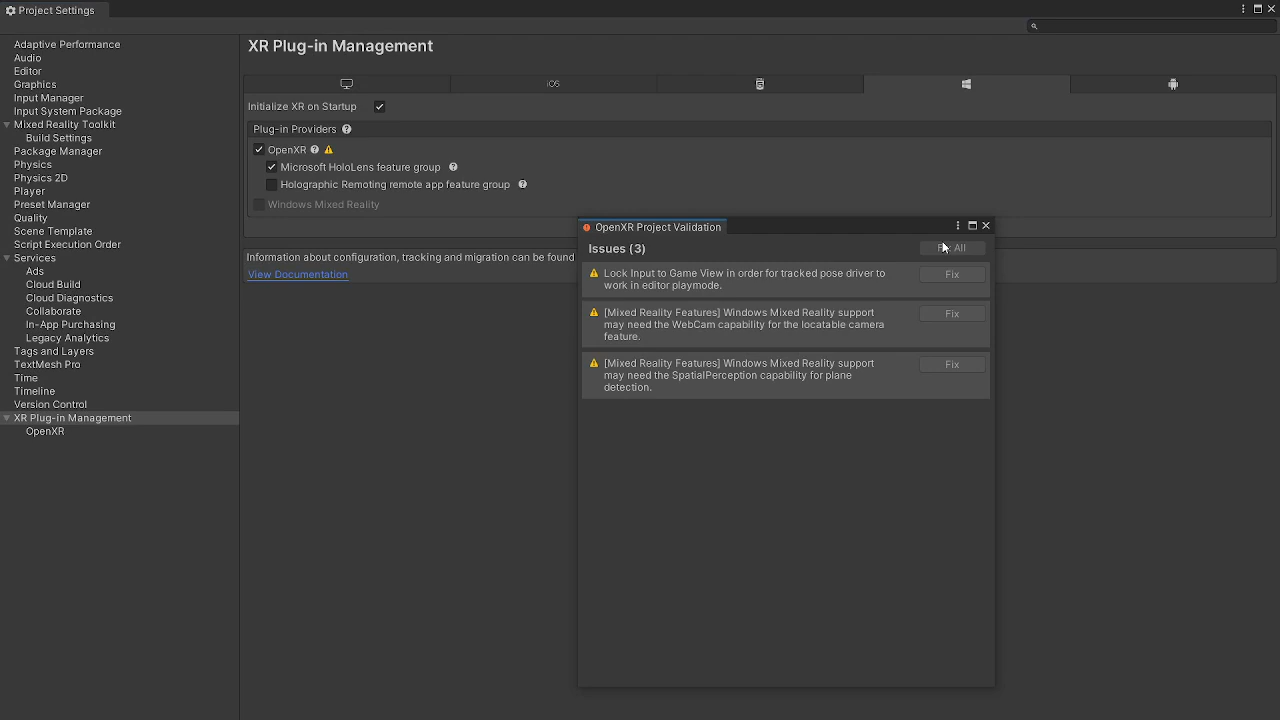 Project Settings
Adaptive Performance
Audio
Editor
Graphics
Input Manager
Input System Package
Mixed Reality Toolkit
Build Settings
Package Manager
Physics
Physics 2D
Player
Preset Manager
Quality
Scene Template
Script Execution Order
Services
Ads
Cloud Build
Cloud Diagnostics
Collaborate
In-App Purchasing
Legacy Analytics
Tags and Layers
TextMesh Pro
Time
Timeline
Version Control
XR Plug-in Management
OpenXR
XR Plug-in Management
iOS
Initialize XR on Startup
Plug-in Providers
OpenXR
Microsoft HoloLens feature group
Holographic Remoting remote app feature group
Windows Mixed Reality
Information about configuration, tracking and migration can be found
View Documentation
OpenXR Project Validation
Issues (3)
All
Lock Input to Game View in order for tracked pose driver to
work in editor playmode.
Fix
[Mixed Reality Features] Windows Mixed Reality support
may need the WebCam capability for the locatable camera
feature.
Fix
[Mixed Reality Features] Windows Mixed Reality support
may need the SpatialPerception capability for plane
detection.
Fix